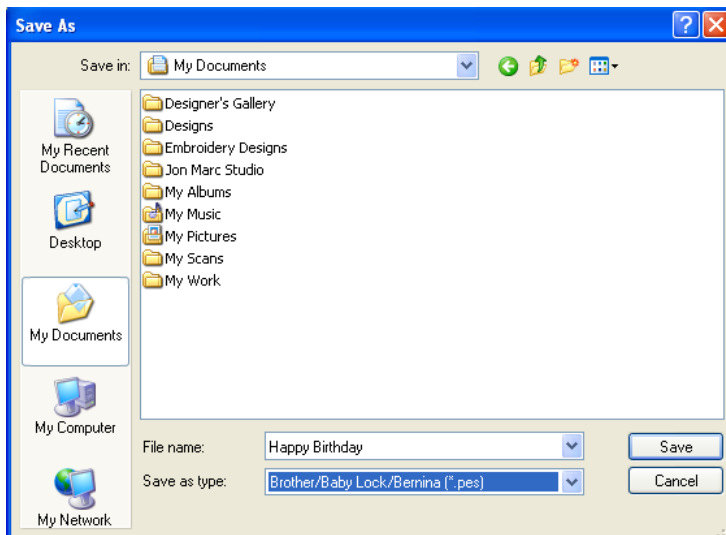 Save As
Save in:
My Documents
My Recent
Documents
Desktop
My Documents
My Computer
My Network
Designer's Gallery
Designs
Embroidery Designs
Jon Marc Studio
My Albums
My Music
My Pictures
My Scans
My Work
File name:
Happy Birthday
Save
Save as type:
Brother/Baby Lock/Bernina (*.pes)
Cancel